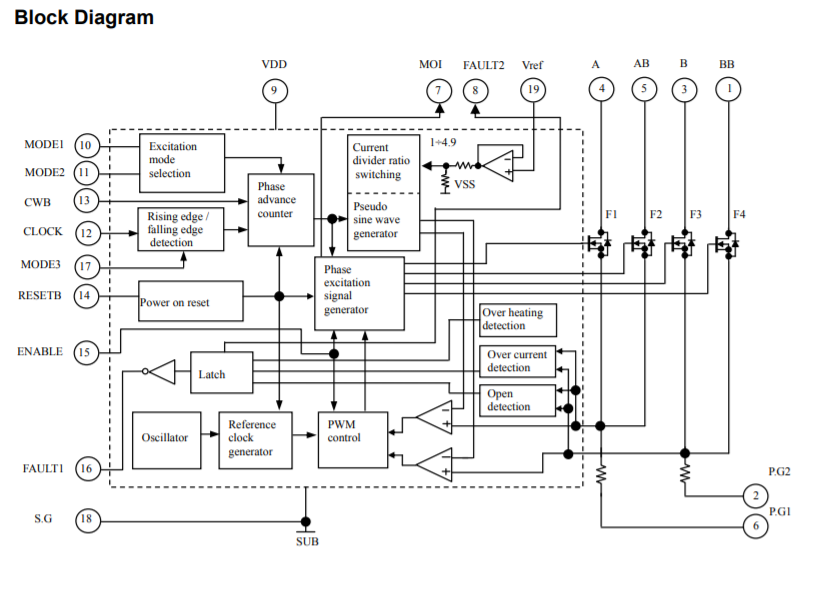 Block Diagram
VDD
MOI
FAULT2
Vref
A
AB
B
BB
9
7
8
19
4
5
3
1
MODE1
10
MODE2
11
CWB
13
CLOCK
12
MODE3
17
RESETB
14
ENABLE
15
FAULT1
16
S.G
18
Excitation
mode
selection
Phase
advance
counter
Rising edge /
falling edge
detection
Power on reset
Current
divider ratio
switching
Pseudo
sine wave
generator
1÷4.9
VSS
-
+
F1
F2
F3
F4
Phase
excitation
signal
generator
Over heating
detection
Over current
detection
Open
detection
Latch
Oscillator
Reference
clock
generator
PWM
control
-
+
-
+
SUB
P.G2
2
P.G1
6